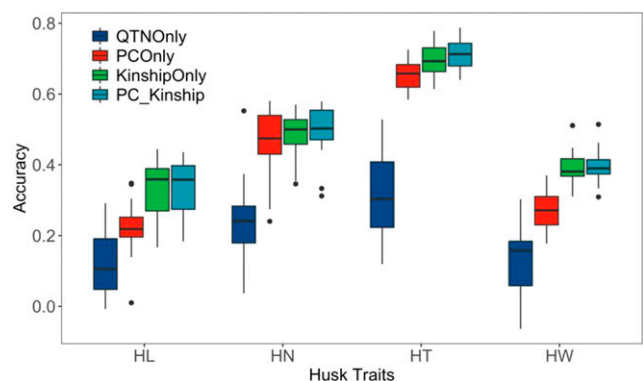 0.8
0.6
0.4
0.2
0.0
Accuracy
QTNOnly
PCOnly
KinshipOnly
PC_Kinship
HL HN HT HW
Husk Traits